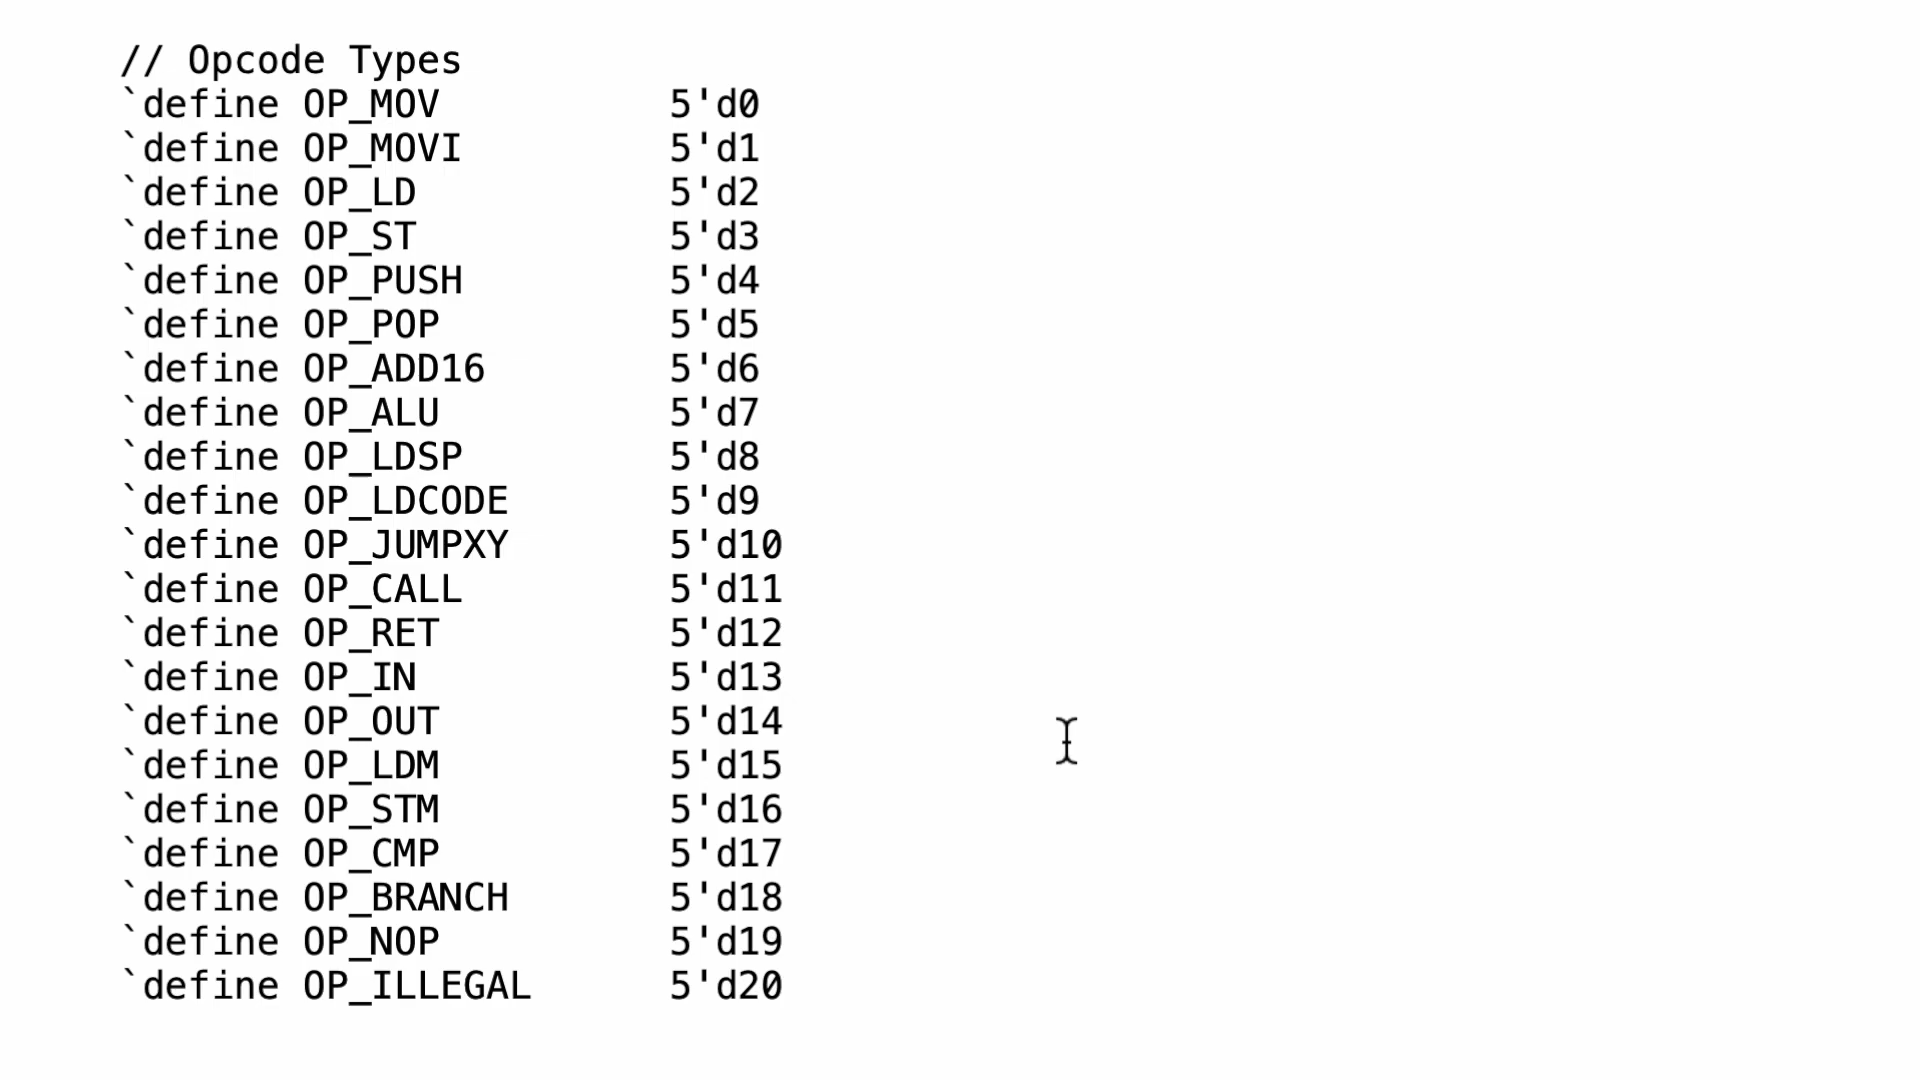 // Opcode Types
`define OP_MOV          5'd0
`define OP_MOVI         5'd1
`define OP_LD           5'd2
`define OP_ST           5'd3
`define OP_PUSH         5'd4
`define OP_POP          5'd5
`define OP_ADD16        5'd6
`define OP_ALU          5'd7
`define OP_LDSP         5'd8
`define OP_LDCODE       5'd9
`define OP_JUMPXY       5'd10
`define OP_CALL         5'd11
`define OP_RET          5'd12
`define OP_IN           5'd13
`define OP_OUT          5'd14
`define OP_LDM          5'd15
`define OP_STM          5'd16
`define OP_CMP          5'd17
`define OP_BRANCH       5'd18
`define OP_NOP          5'd19
`define OP_ILLEGAL      5'd20